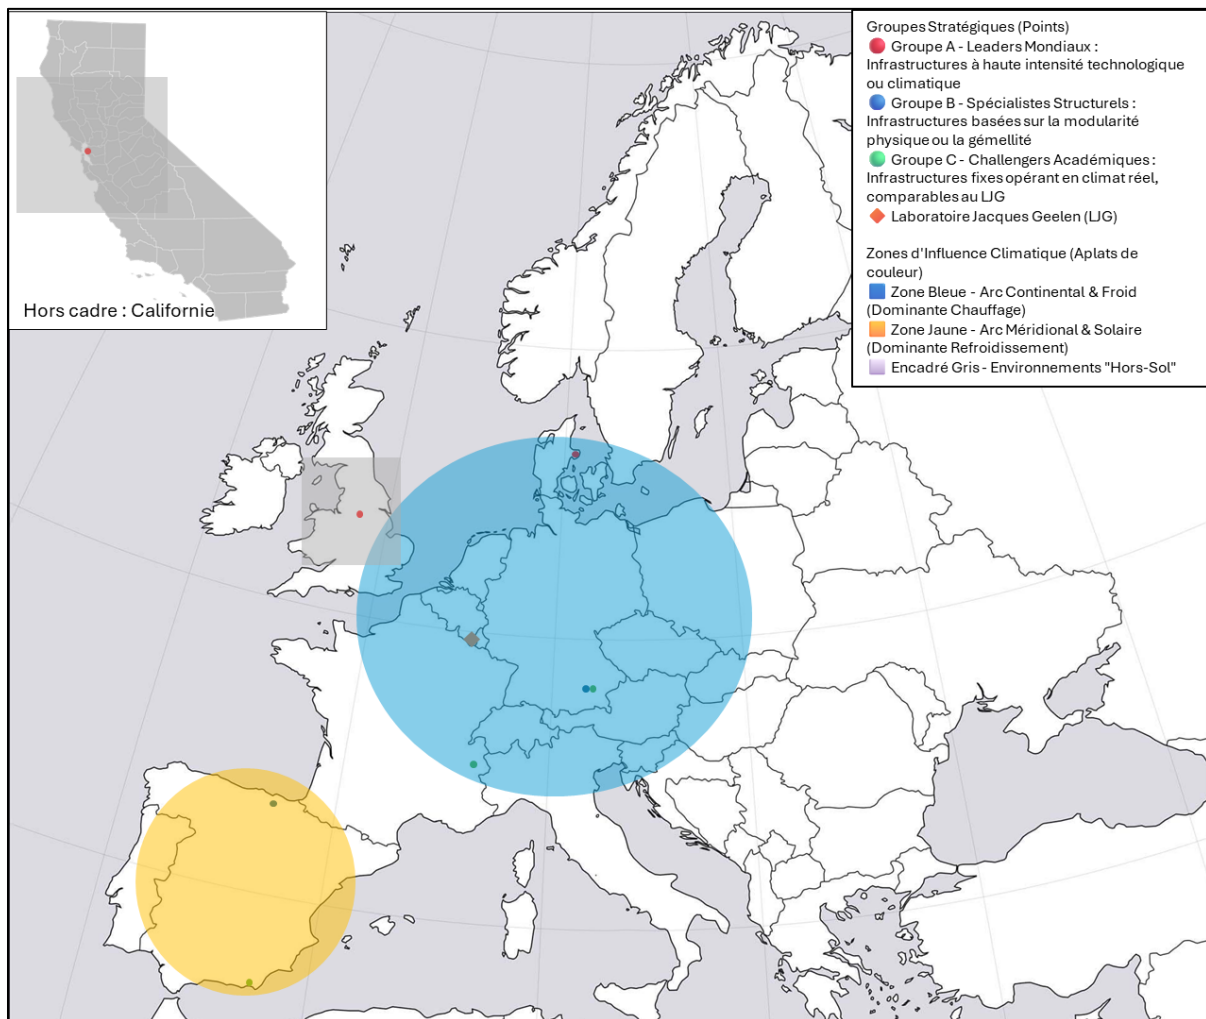 Hors cadre : Californie
Groupes Stratégiques (Points)
Groupe A - Leaders Mondiaux :
Infrastructures à haute intensité technologique
ou climatique
Groupe B - Spécialistes Structurels :
Infrastructures basées sur la modularité
physique ou la gémellité
Groupe C - Challengers Académiques :
Infrastructures fixes opérant en climat réel,
comparables au LJG
Laboratoire Jacques Geelen (LJG)
Zones d'Influence Climatique (Aplats de
couleur)
Zone Bleue - Arc Continental & Froid
(Dominante Chauffage)
Zone Jaune - Arc Méridional & Solaire
(Dominante Refroidissement)
Encadré Gris - Environnements "Hors-Sol"